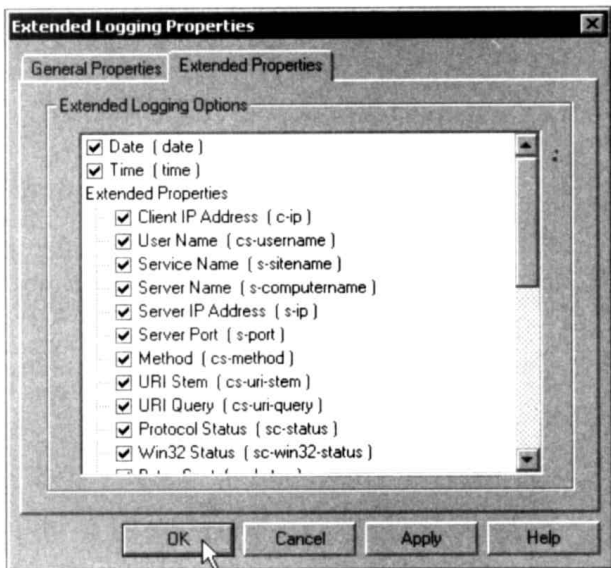 Extended Logging Properties
General Properties Extended Properties
Extended Logging Options
Date ( date )
Time ( time )
Extended Properties
Client IP Address ( c-ip )
User Name ( cs-username )
Service Name ( s-sitename )
Server Name ( s-computername )
Server IP Address ( s-ip )
Server Port ( s-port )
Method ( cs-method )
URI Stem ( cs-uri-stem )
URI Query ( cs-uri-query )
Protocol Status ( sc-status )
Win32 Status ( sc-win32-status )
OK Cancel Apply Help